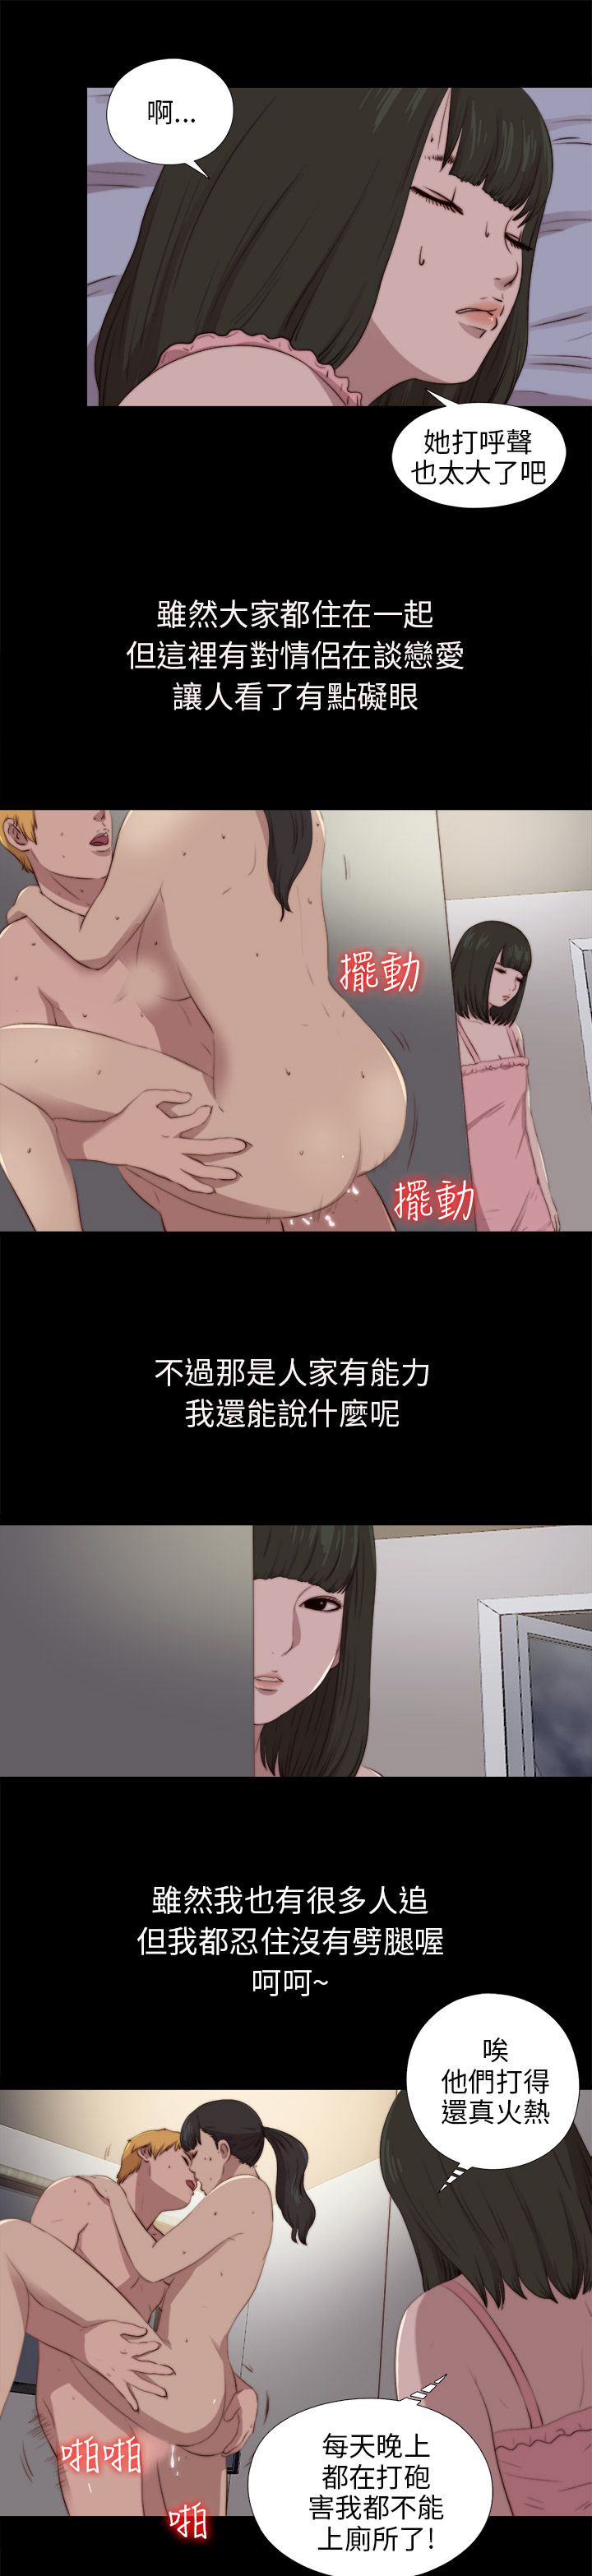 啊...
她打呼聲
也太大了吧
雖然大家都住在一起
但這裡有對情侶在談戀愛
讓人看了有點礙眼
擺動
擺動
不過那是人家有能力
我還能說什麼呢
雖然我也有很多人追
但我都忍住沒有劈腿喔
呵呵~
唉
他們打得
還真火熱
啪啪
啪
每天晚上
都在打砲
害我都不能
上廁所了!